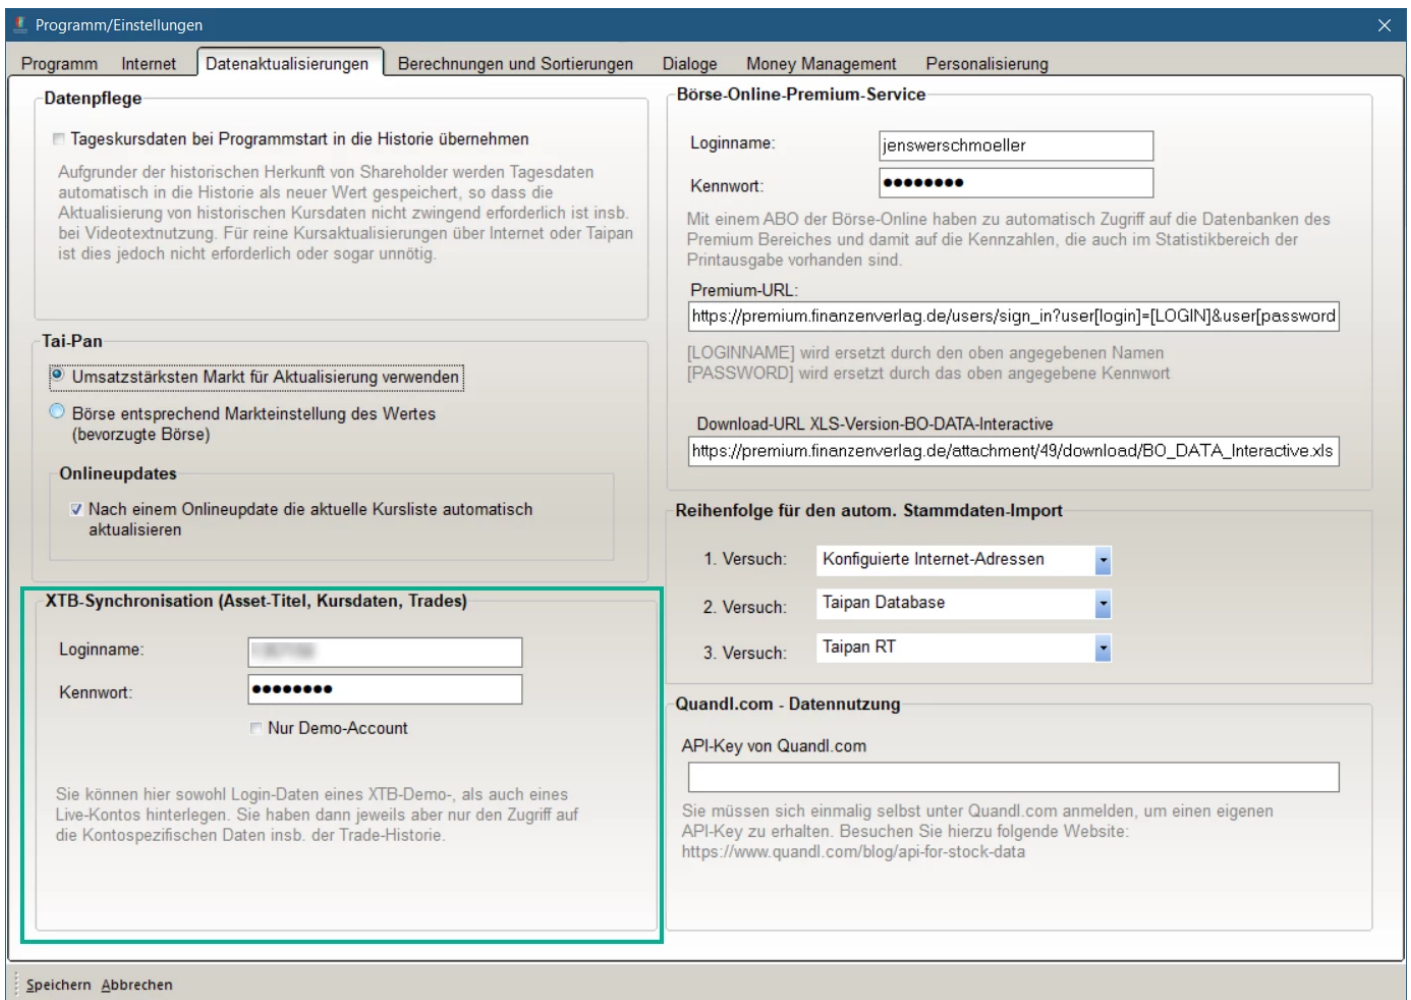 Programm/Einstellungen
Programm Internet Datenaktualisierungen Berechnungen und Sortierungen Dialoge Money Management Personalisierung
Datenpflege
Tageskursdaten bei Programmstart in die Historie übernehmen
Aufgrunder der historischen Herkunft von Shareholder werden Tagesdaten
automatisch in die Historie als neuer Wert gespeichert, so dass die
Aktualisierung von historischen Kursdaten nicht zwingend erforderlich ist insb.
bei Videotextnutzung. Für reine Kursaktualisierungen über Internet oder Taipan
ist dies jedoch nicht erforderlich oder sogar unnötig.
Tai-Pan
Umsatzstärksten Markt für Aktualisierung verwenden
Börse entsprechend Markteinstellung des Wertes
(bevorzugte Börse)
Onlineupdates
Nach einem Onlineupdate die aktuelle Kursliste automatisch
aktualisieren
XTB-Synchronisation (Asset-Titel, Kursdaten, Trades)
Loginname:
Kennwort: ●●●●●●●●
Nur Demo-Account
Sie können hier sowohl Login-Daten eines XTB-Demo-, als auch eines
Live-Kontos hinterlegen. Sie haben dann jeweils aber nur den Zugriff auf
die Kontospezifischen Daten insb. der Trade-Historie.
Börse-Online-Premium-Service
Loginname: jenswerschmoeller
Kennwort: ●●●●●●●●
Mit einem ABO der Börse-Online haben zu automatisch Zugriff auf die Datenbanken des
Premium Bereiches und damit auf die Kennzahlen, die auch im Statistikbereich der
Printausgabe vorhanden sind.
Premium-URL:
https://premium.finanzenverlag.de/users/sign_in?user[login]=[LOGIN]&user[password
[LOGINNAME] wird ersetzt durch den oben angegebenen Namen
[PASSWORD] wird ersetzt durch das oben angegebene Kennwort
Download-URL XLS-Version-BO-DATA-Interactive
https://premium.finanzenverlag.de/attachment/49/download/BO_DATA_Interactive.xls
Reihenfolge für den autom. Stammdaten-Import
1. Versuch: Konfiguierte Internet-Adressen
2. Versuch: Taipan Database
3. Versuch: Taipan RT
Quandl.com - Datennutzung
API-Key von Quandl.com
Sie müssen sich einmalig selbst unter Quandl.com anmelden, um einen eigenen
API-Key zu erhalten. Besuchen Sie hierzu folgende Website:
https://www.quandl.com/blog/api-for-stock-data
Speichern Abbrechen